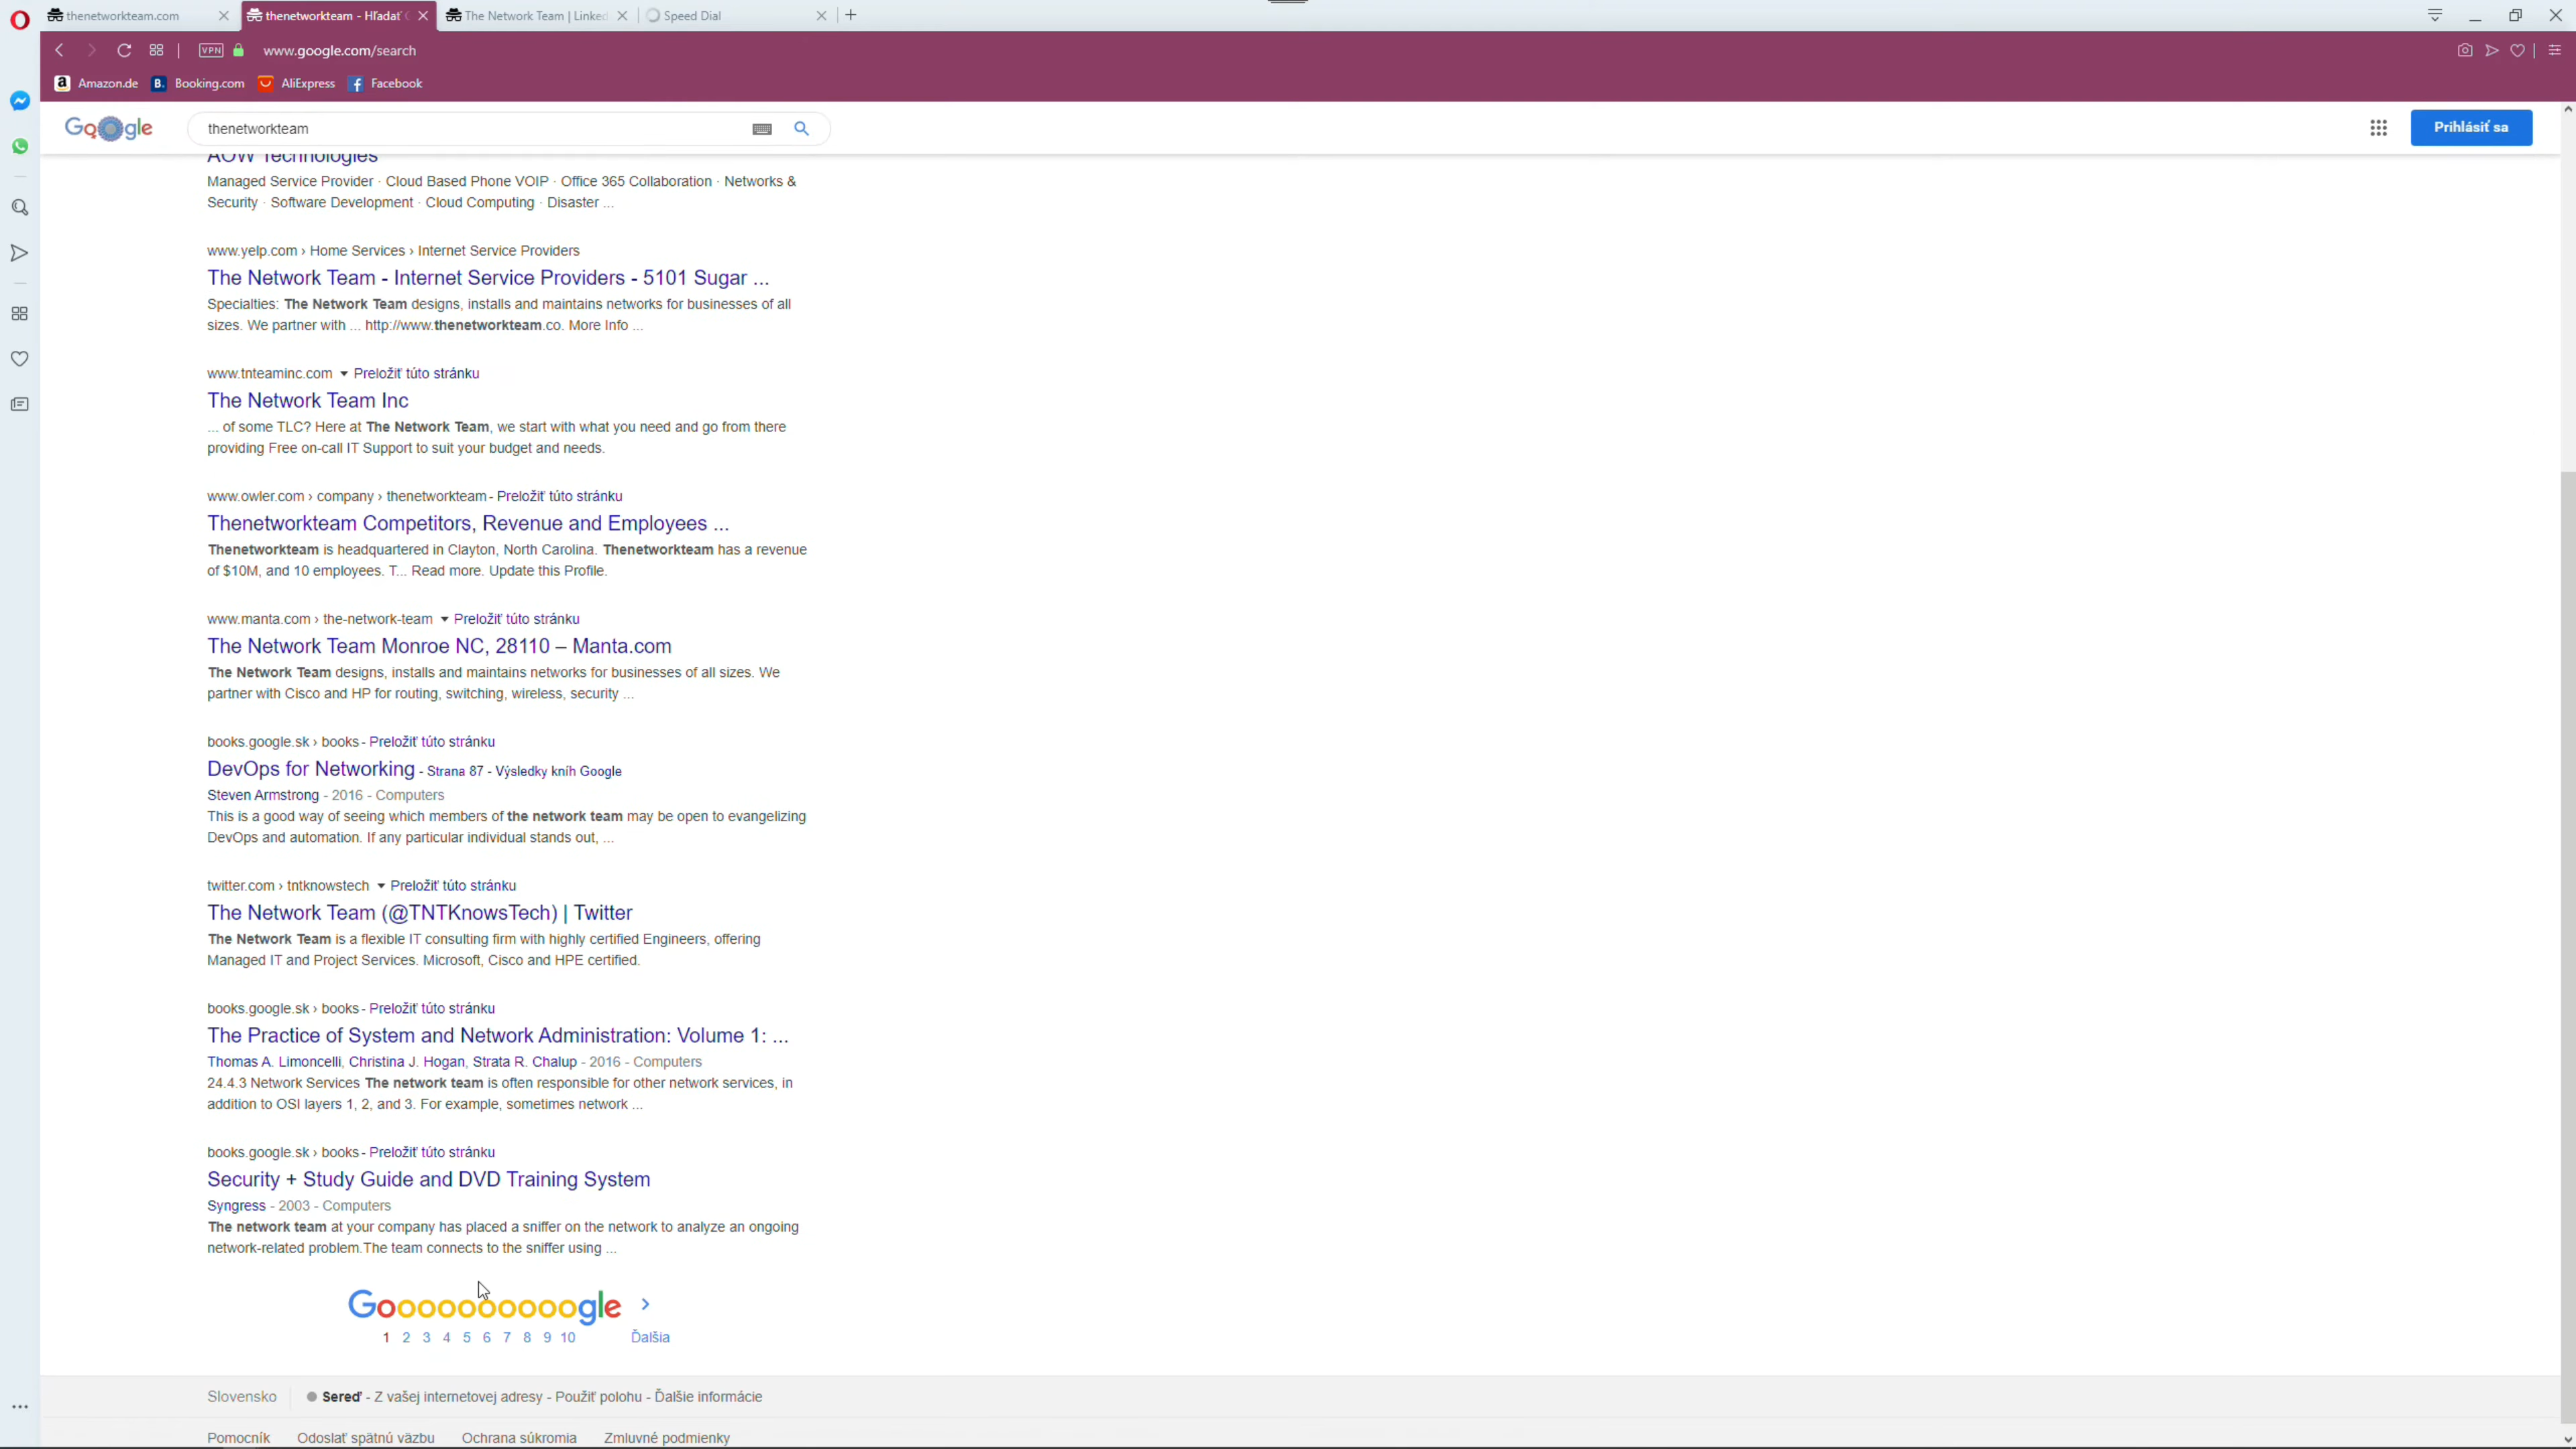 thenetworkteam.com
thenetworkteam - Hľadať
The Network Team | Linked
Speed Dial
VPN
www.google.com/search
Amazon.de
Booking.com
AliExpress
Facebook
Google
thenetworkteam
Prihlásiť sa
AOW Technologies
Managed Service Provider · Cloud Based Phone VOIP · Office 365 Collaboration · Networks &
Security · Software Development · Cloud Computing · Disaster ...
www.yelp.com › Home Services › Internet Service Providers
The Network Team - Internet Service Providers - 5101 Sugar ...
Specialties: The Network Team designs, installs and maintains networks for businesses of all
sizes. We partner with ... http://www.thenetworkteam.co. More Info ...
www.tnteaminc.com ▾ Preložiť túto stránku
The Network Team Inc
... of some TLC? Here at The Network Team, we start with what you need and go from there
providing Free on-call IT Support to suit your budget and needs.
www.owler.com › company › thenetworkteam - Preložiť túto stránku
Thenetworkteam Competitors, Revenue and Employees ...
Thenetworkteam is headquartered in Clayton, North Carolina. Thenetworkteam has a revenue
of $10M, and 10 employees. T... Read more. Update this Profile.
www.manta.com › the-network-team ▾ Preložiť túto stránku
The Network Team Monroe NC, 28110 – Manta.com
The Network Team designs, installs and maintains networks for businesses of all sizes. We
partner with Cisco and HP for routing, switching, wireless, security ...
books.google.sk › books - Preložiť túto stránku
DevOps for Networking - Strana 87 - Výsledky kníh Google
Steven Armstrong - 2016 - Computers
This is a good way of seeing which members of the network team may be open to evangelizing
DevOps and automation. If any particular individual stands out, ...
twitter.com › tntknowstech ▾ Preložiť túto stránku
The Network Team (@TNTKnowsTech) | Twitter
The Network Team is a flexible IT consulting firm with highly certified Engineers, offering
Managed IT and Project Services. Microsoft, Cisco and HPE certified.
books.google.sk › books - Preložiť túto stránku
The Practice of System and Network Administration: Volume 1: ...
Thomas A. Limoncelli, Christina J. Hogan, Strata R. Chalup - 2016 - Computers
24.4.3 Network Services The network team is often responsible for other network services, in
addition to OSI layers 1, 2, and 3. For example, sometimes network ...
books.google.sk › books - Preložiť túto stránku
Security + Study Guide and DVD Training System
Syngress - 2003 - Computers
The network team at your company has placed a sniffer on the network to analyze an ongoing
network-related problem.The team connects to the sniffer using ...
Goooooooooogle ›
1 2 3 4 5 6 7 8 9 10 Ďalšia
Slovensko
Sereď - Z vašej internetovej adresy - Použiť polohu - Ďalšie informácie
Pomocník Odoslať spätnú väzbu Ochrana súkromia Zmluvné podmienky